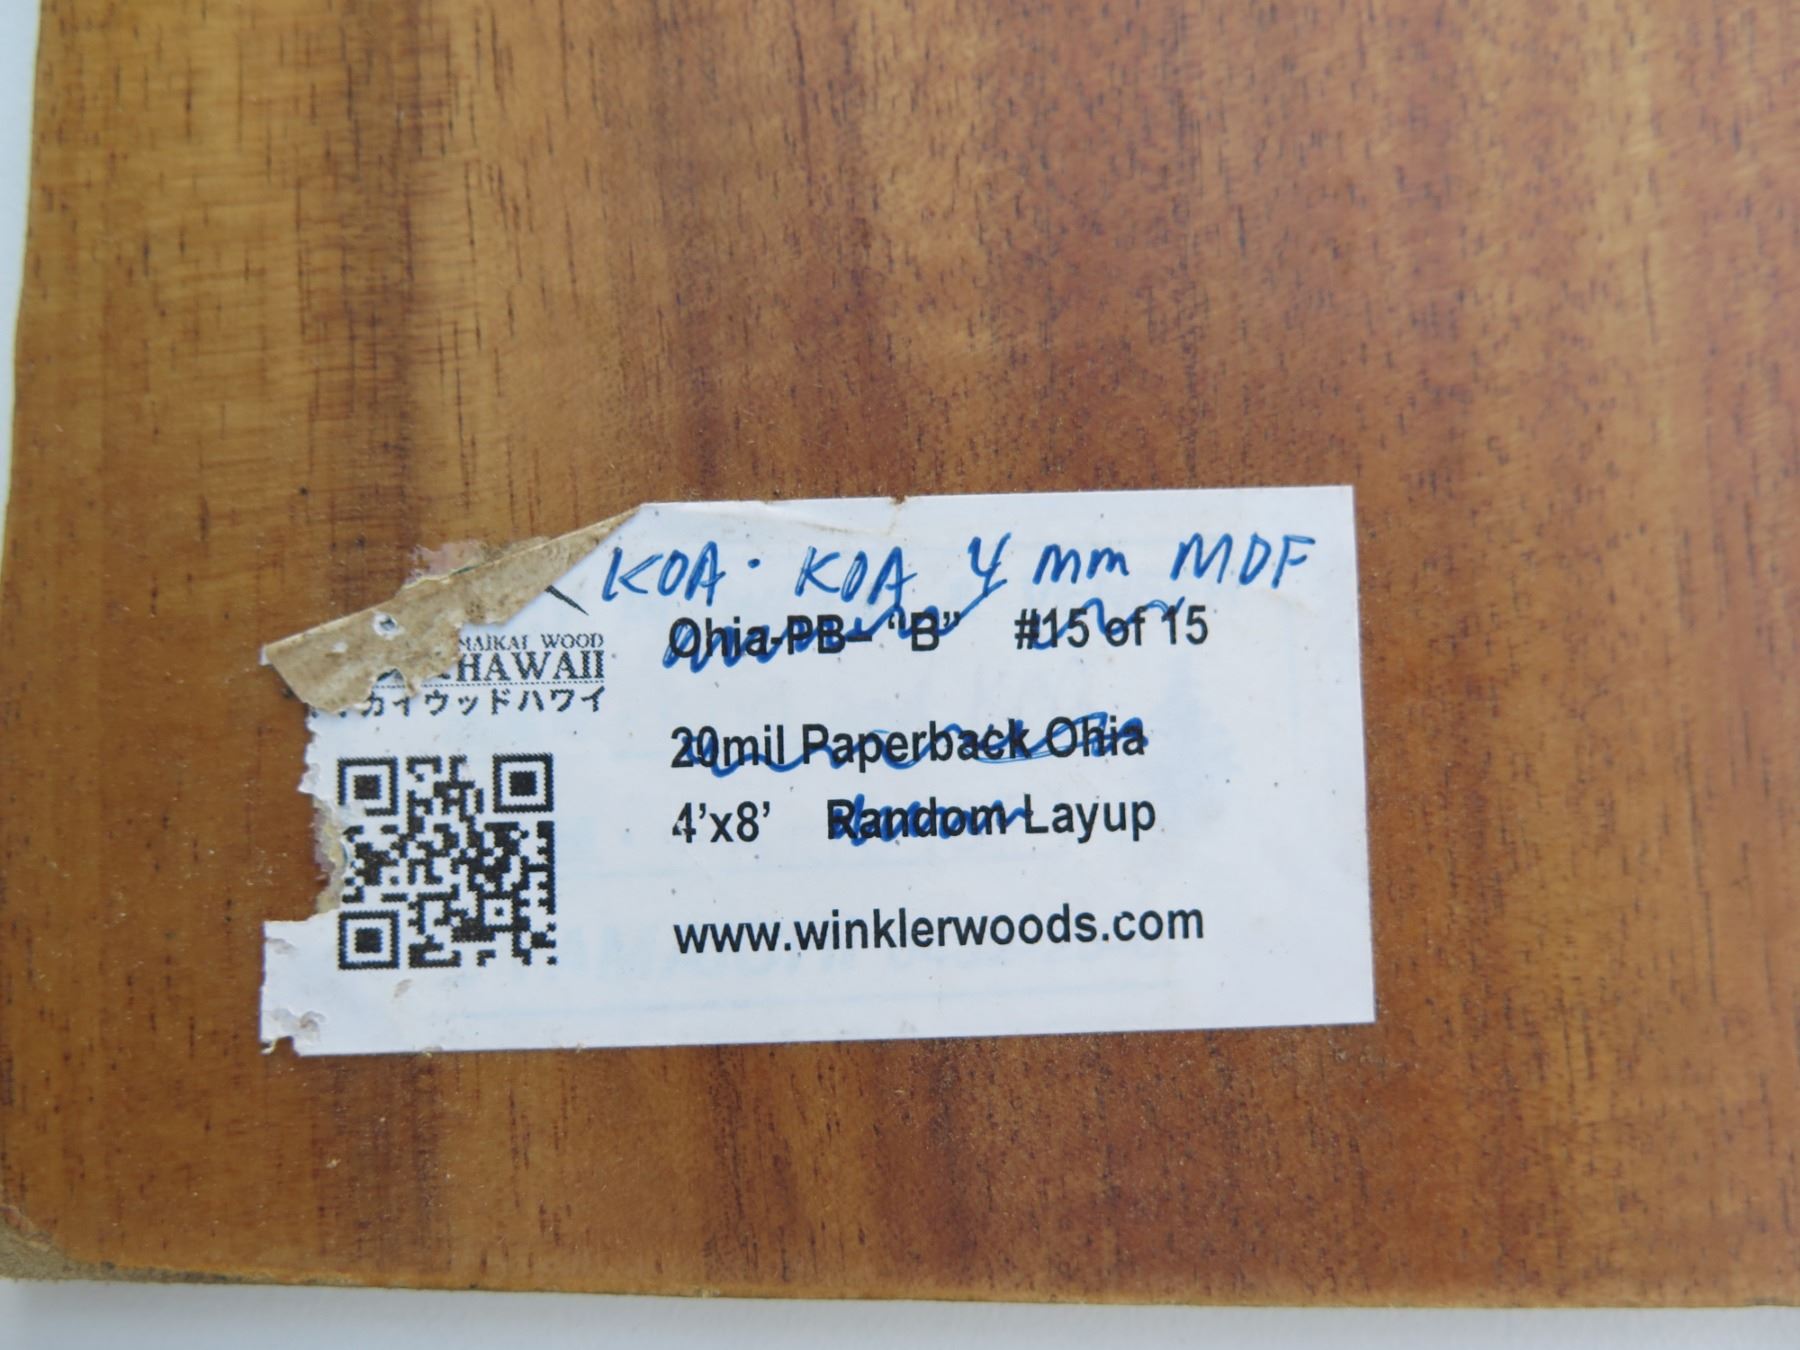 KOA · KOA 4 mm MDF
Ohia-PB- "B" #15 of 15
MAIKAI WOOD
HAWAII
カイウッドハワイ
20mil Paperback Ohia
4'x8' Random Layup
www.winklerwoods.com